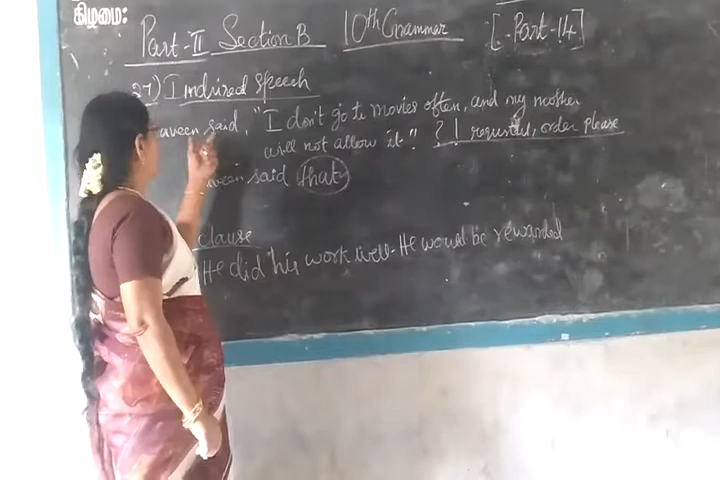 கிழமை:
Part-II Section B 10th Grammar [-Part-14]
27) Indirect Speech
aveen said, "I don't go to movies often, and my mother
will not allow it" ? ! requested, order please
veen said that
clause
He did his work well. He would be rewarded